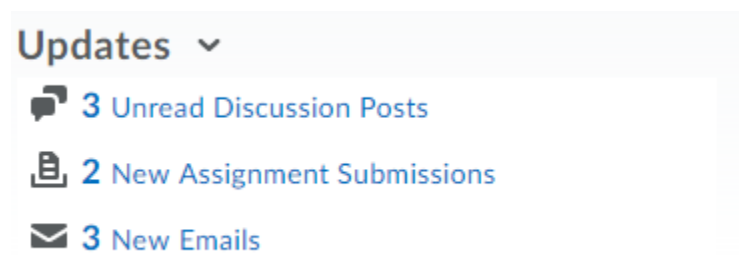 Updates
3 Unread Discussion Posts
2 New Assignment Submissions
3 New Emails